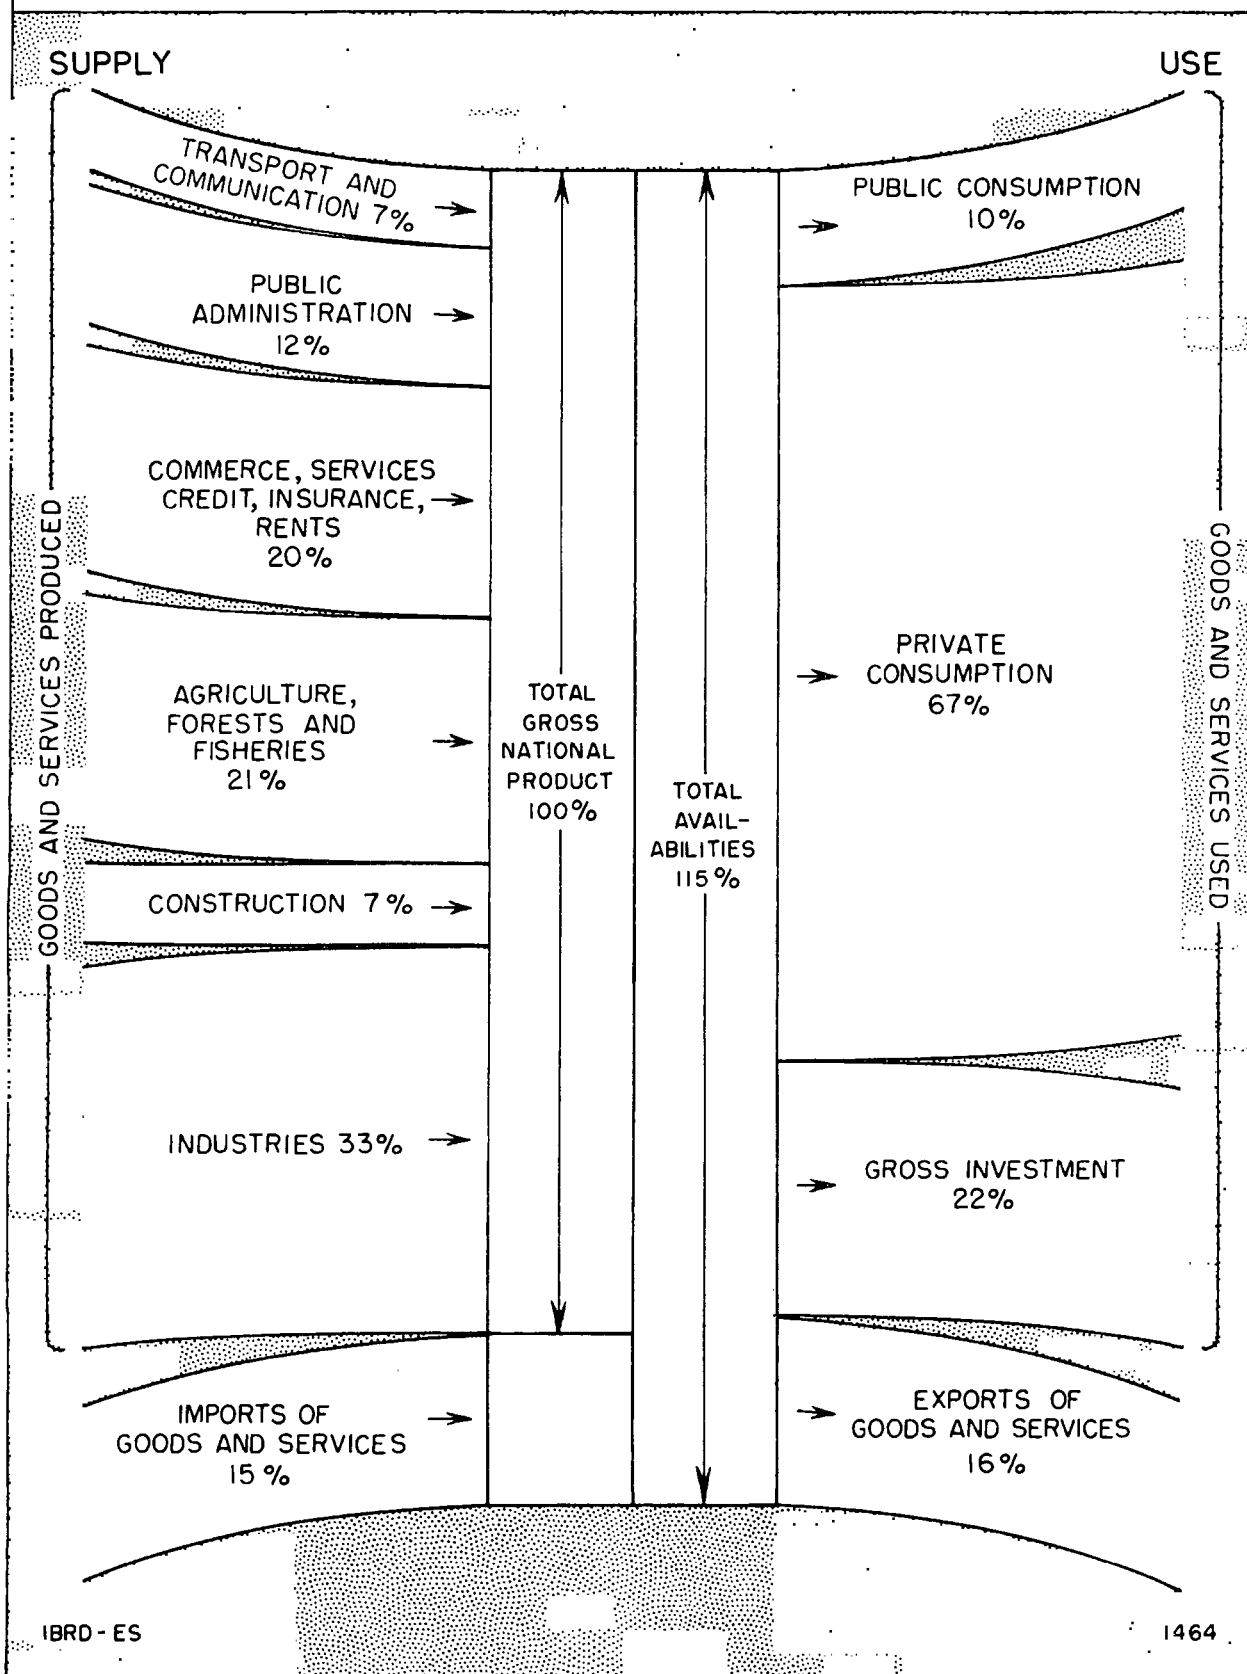 SUPPLY
USE
TRANSPORT AND
COMMUNICATION 7%
PUBLIC
ADMINISTRATION
12%
COMMERCE, SERVICES
CREDIT, INSURANCE,
RENTS
20%
AGRICULTURE,
FORESTS AND
FISHERIES
21%
CONSTRUCTION 7%
INDUSTRIES 33%
IMPORTS OF
GOODS AND SERVICES
15%
GOODS AND SERVICES PRODUCED
TOTAL
GROSS
NATIONAL
PRODUCT
100%
TOTAL
AVAIL-
ABILITIES
115%
PUBLIC CONSUMPTION
10%
PRIVATE
CONSUMPTION
67%
GROSS INVESTMENT
22%
EXPORTS OF
GOODS AND SERVICES
16%
GOODS AND SERVICES USED
IBRD-ES
1464